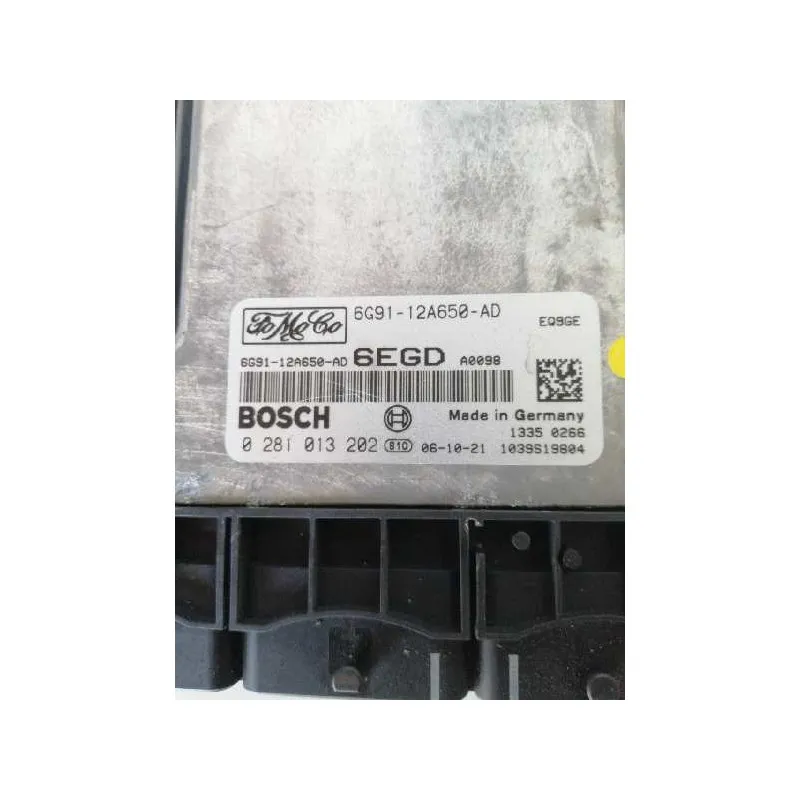 FoMoCo 6G91-12A650-AD EQ9GE
6G91-12A650-AD 6EGD A0098
BOSCH Made in Germany
1335 0266
0 281 013 202 B10 06-10-21 1039S19804